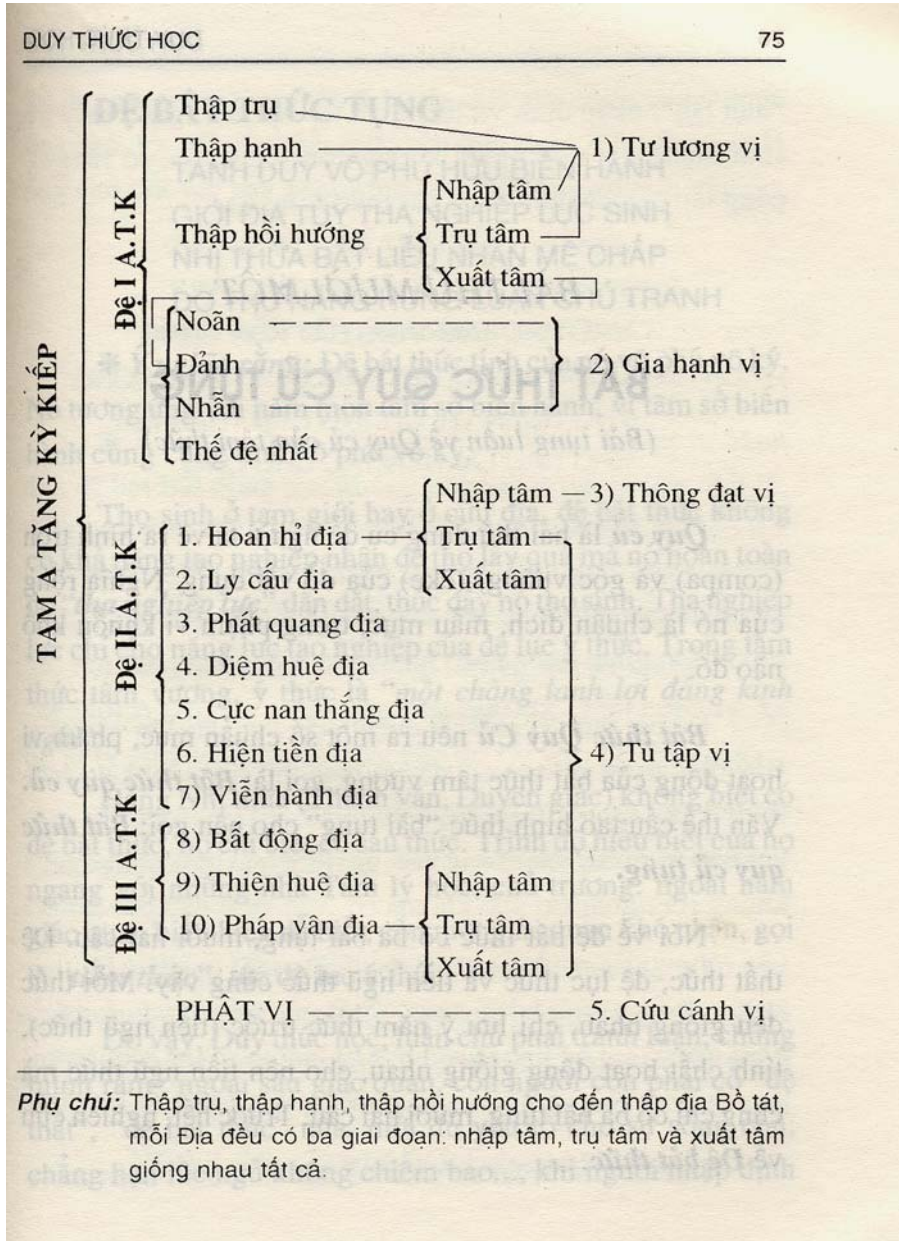 DUY THỨC HỌC 75
Thập trụ
Thập hạnh 1) Tư lương vị
Nhập tâm
Thập hồi hướng Trụ tâm
Xuất tâm
Đệ I A.T.K
Noãn
Đảnh 2) Gia hạnh vị
Nhẫn
Thế đệ nhất
TAM A TĂNG KỲ KIẾP
Nhập tâm 3) Thông đạt vị
1. Hoan hỉ địa Trụ tâm
2. Ly cấu địa Xuất tâm
3. Phát quang địa
Đệ II A.T.K
4. Diệm huệ địa
5. Cực nan thắng địa
6. Hiện tiền địa 4) Tu tập vị
7) Viễn hành địa
8) Bất động địa
Đệ III A.T.K
9) Thiện huệ địa Nhập tâm
10) Pháp vân địa Trụ tâm
Xuất tâm
PHẬT VỊ 5. Cứu cánh vị
Phụ chú: Thập trụ, thập hạnh, thập hồi hướng cho đến thập địa Bồ tát,
mỗi Địa đều có ba giai đoạn: nhập tâm, trụ tâm và xuất tâm
giống nhau tất cả.